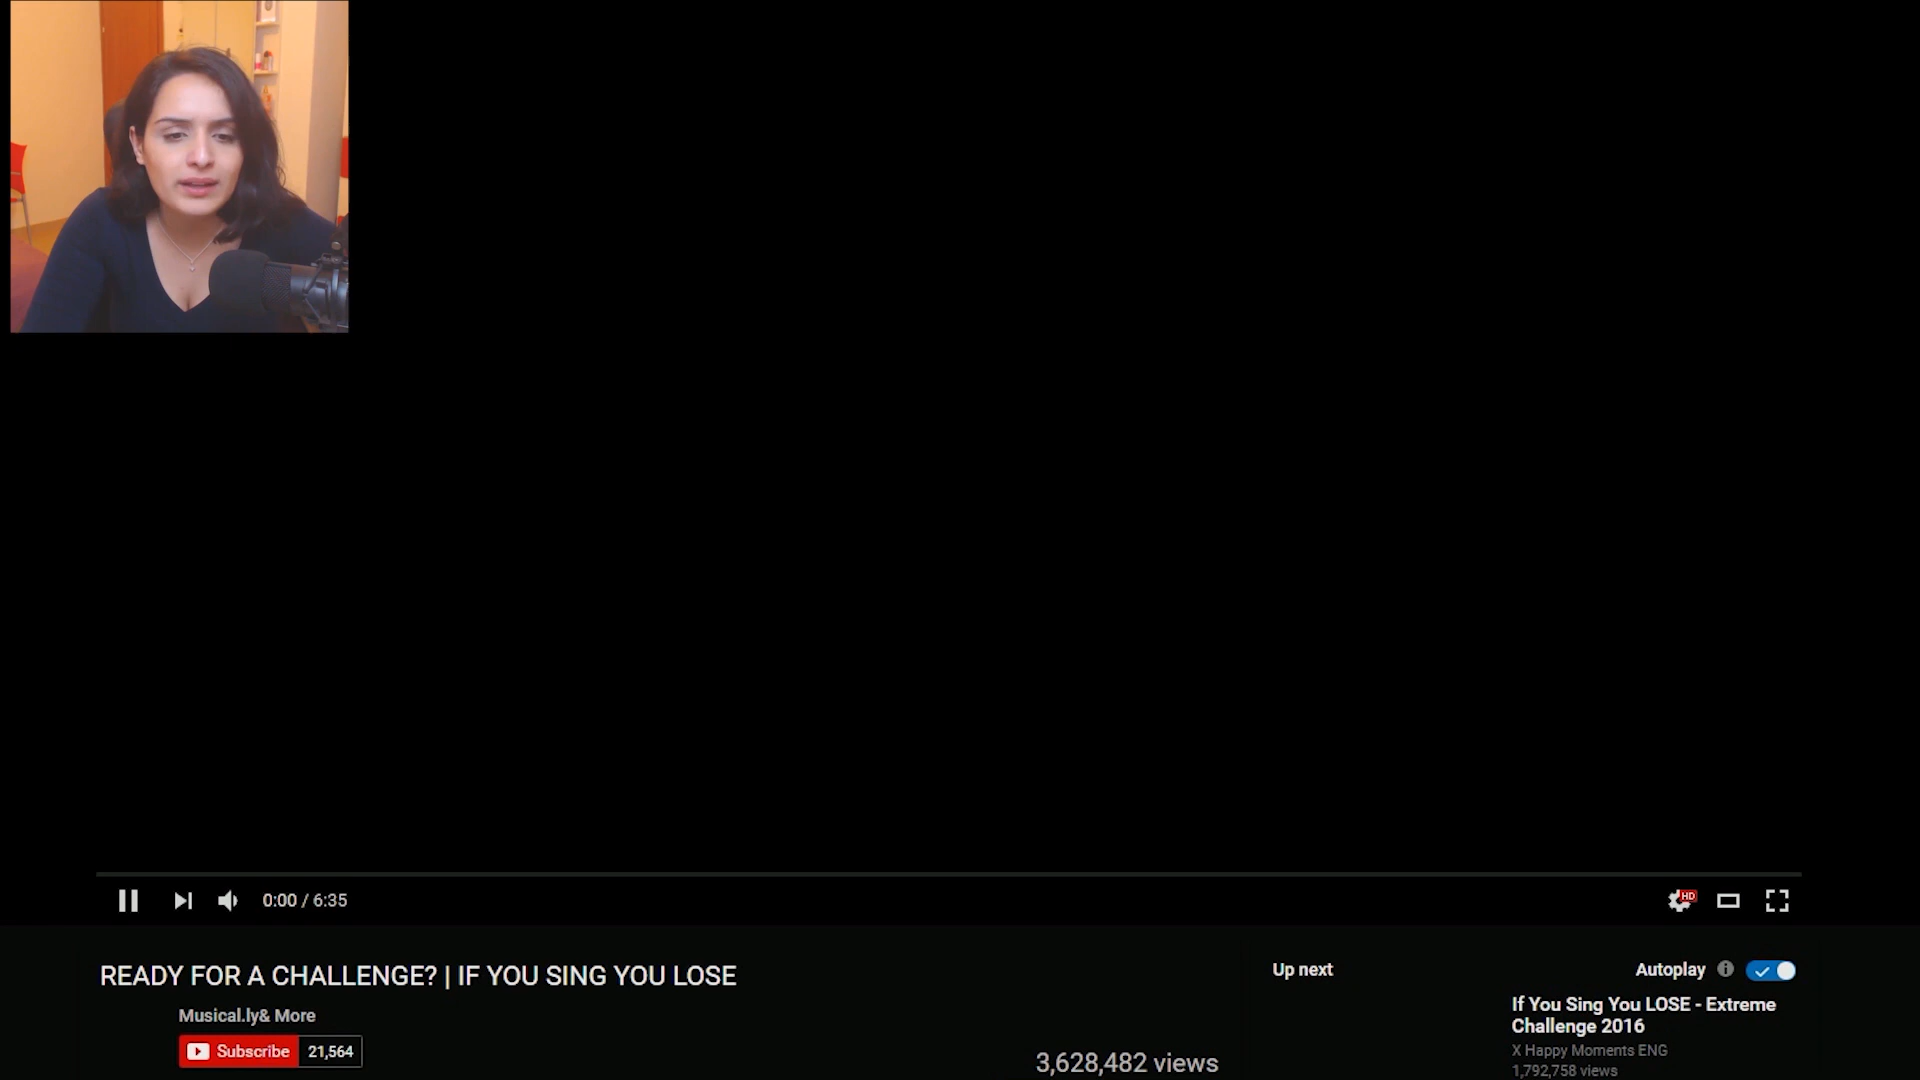 0:00 / 6:35
HD
READY FOR A CHALLENGE? | IF YOU SING YOU LOSE
Musical.ly& More
Subscribe 21,564
3,628,482 views
Up next
Autoplay
If You Sing You LOSE - Extreme
Challenge 2016
X Happy Moments ENG
1,792,758 views